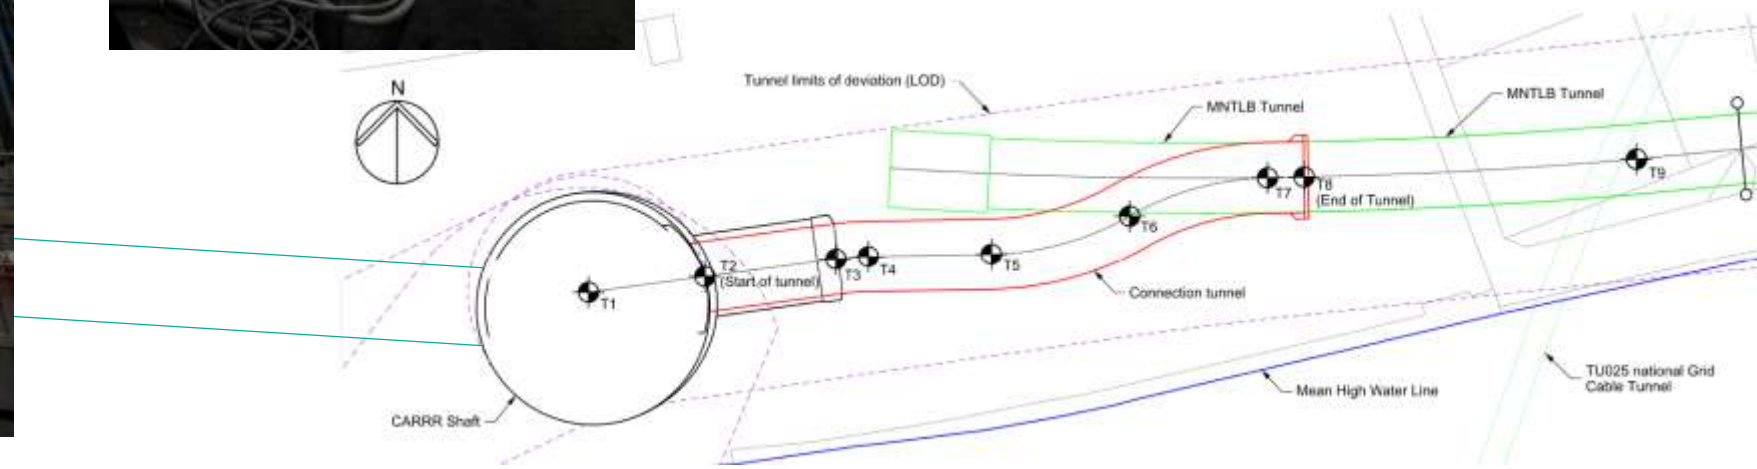 N
Tunnel limits of deviation (LOD)
MNTLB Tunnel
MNTLB Tunnel
T1
T2
(Start of tunnel)
T3
T4
T5
T6
T7
T8
(End of Tunnel)
T9
Connection tunnel
CARRR Shaft
Mean High Water Line
TU025 national Grid
Cable Tunnel